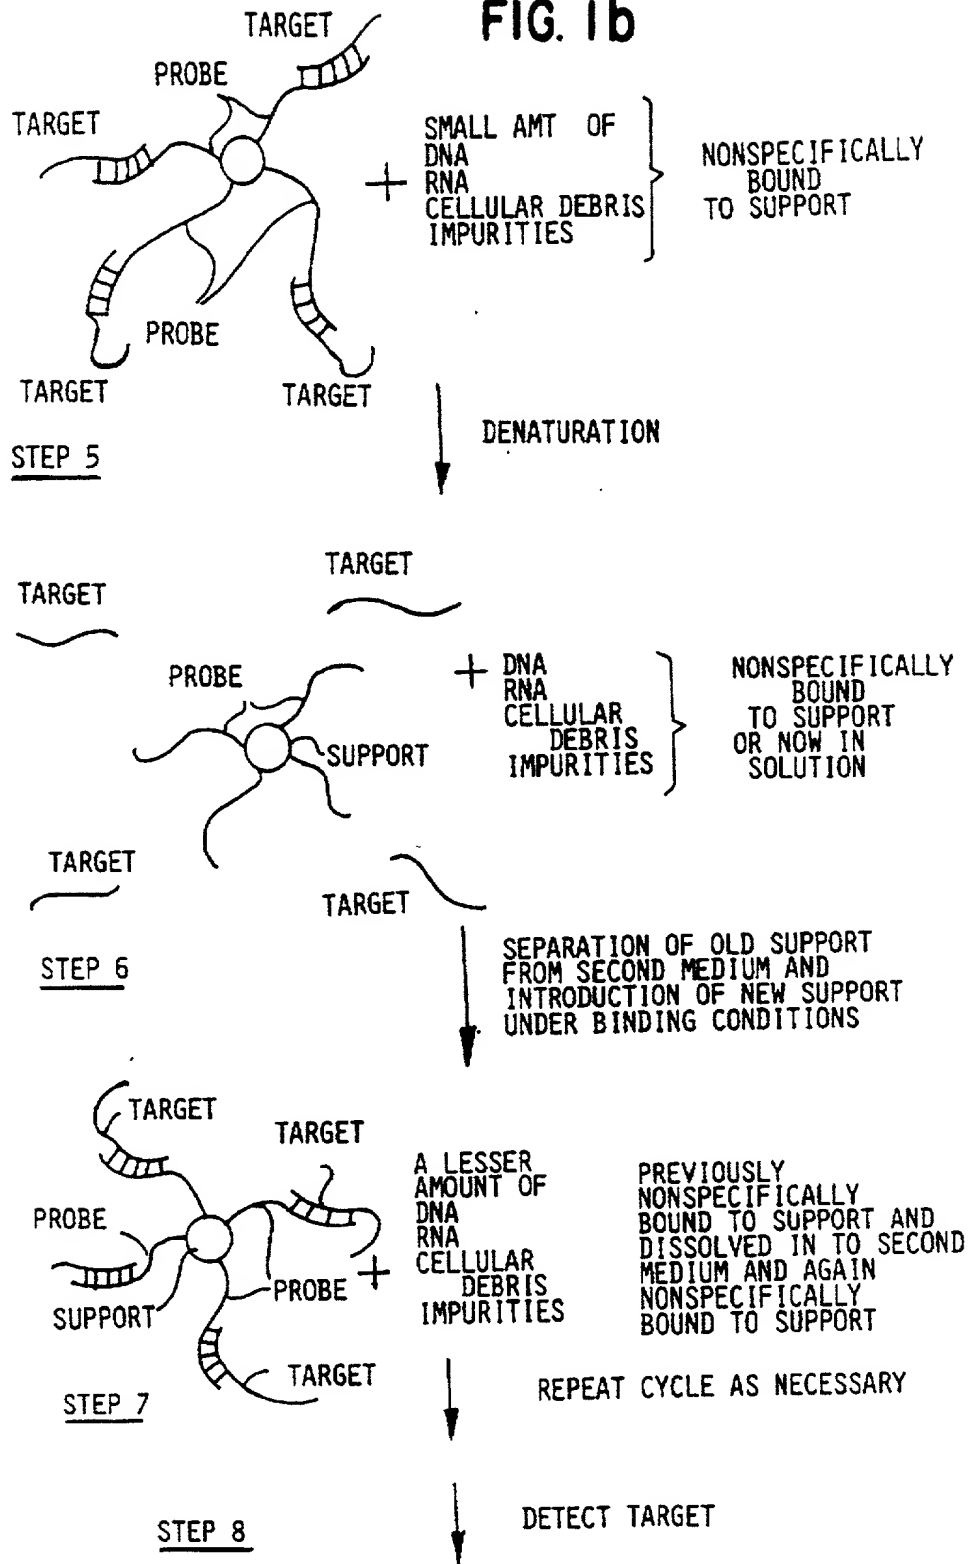 FIG. 1b
TARGET
PROBE
TARGET
SMALL AMT OF
DNA
RNA
CELLULAR DEBRIS
IMPURITIES
NONSPECIFICALLY
BOUND
TO SUPPORT
PROBE
TARGET
TARGET
STEP 5
DENATURATION
TARGET
TARGET
PROBE
SUPPORT
+ DNA
RNA
CELLULAR
DEBRIS
IMPURITIES
NONSPECIFICALLY
BOUND
TO SUPPORT
OR NOW IN
SOLUTION
TARGET
TARGET
STEP 6
SEPARATION OF OLD SUPPORT
FROM SECOND MEDIUM AND
INTRODUCTION OF NEW SUPPORT
UNDER BINDING CONDITIONS
TARGET
TARGET
PROBE
PROBE +
SUPPORT
TARGET
A LESSER
AMOUNT OF
DNA
RNA
CELLULAR
DEBRIS
IMPURITIES
PREVIOUSLY
NONSPECIFICALLY
BOUND TO SUPPORT AND
DISSOLVED IN TO SECOND
MEDIUM AND AGAIN
NONSPECIFICALLY
BOUND TO SUPPORT
STEP 7
REPEAT CYCLE AS NECESSARY
STEP 8
DETECT TARGET